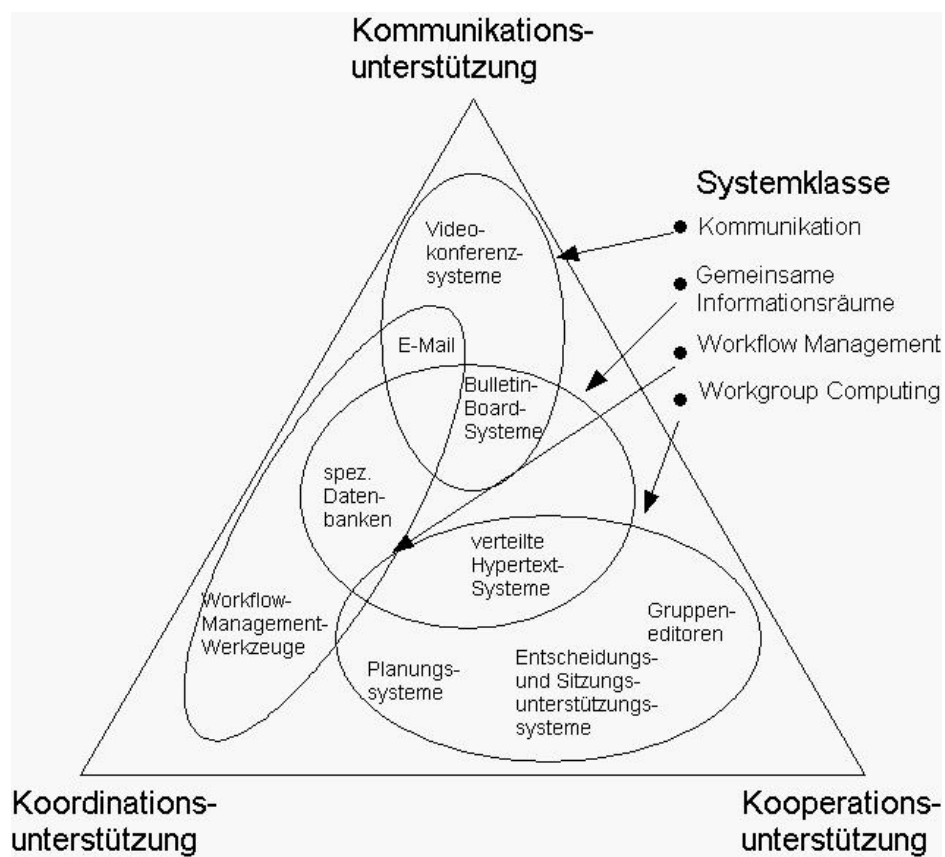 Kommunikations-
unterstützung
Systemklasse
Kommunikation
Gemeinsame
Informationsräume
Workflow Management
Workgroup Computing
Video-
konferenz-
systeme
E-Mail
Bulletin-
Board-
Systeme
spez.
Daten-
banken
verteilte
Hypertext-
Systeme
Workflow-
Management-
Werkzeuge
Gruppen-
editoren
Planungs-
systeme
Entscheidungs-
und Sitzungs-
unterstützungs-
systeme
Koordinations-
unterstützung
Kooperations-
unterstützung